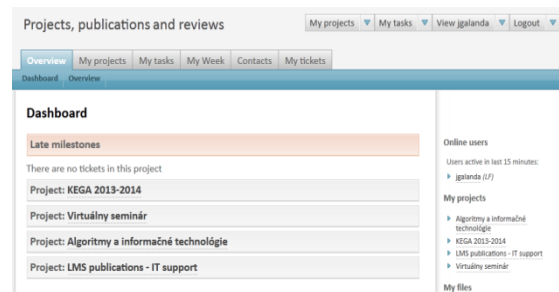 Projects, publications and reviews
My projects My tasks View jgalanda Logout
Overview My projects My tasks My Week Contacts My tickets
Dashboard Overview
Dashboard
Late milestones
There are no tickets in this project
Project: KEGA 2013-2014
Project: Virtuálny seminár
Project: Algoritmy a informačné technológie
Project: LMS publications - IT support
Online users
Users active in last 15 minutes:
jgalanda (LF)
My projects
Algoritmy a informačné
technológie
KEGA 2013-2014
LMS publications - IT support
Virtuálny seminár
My files